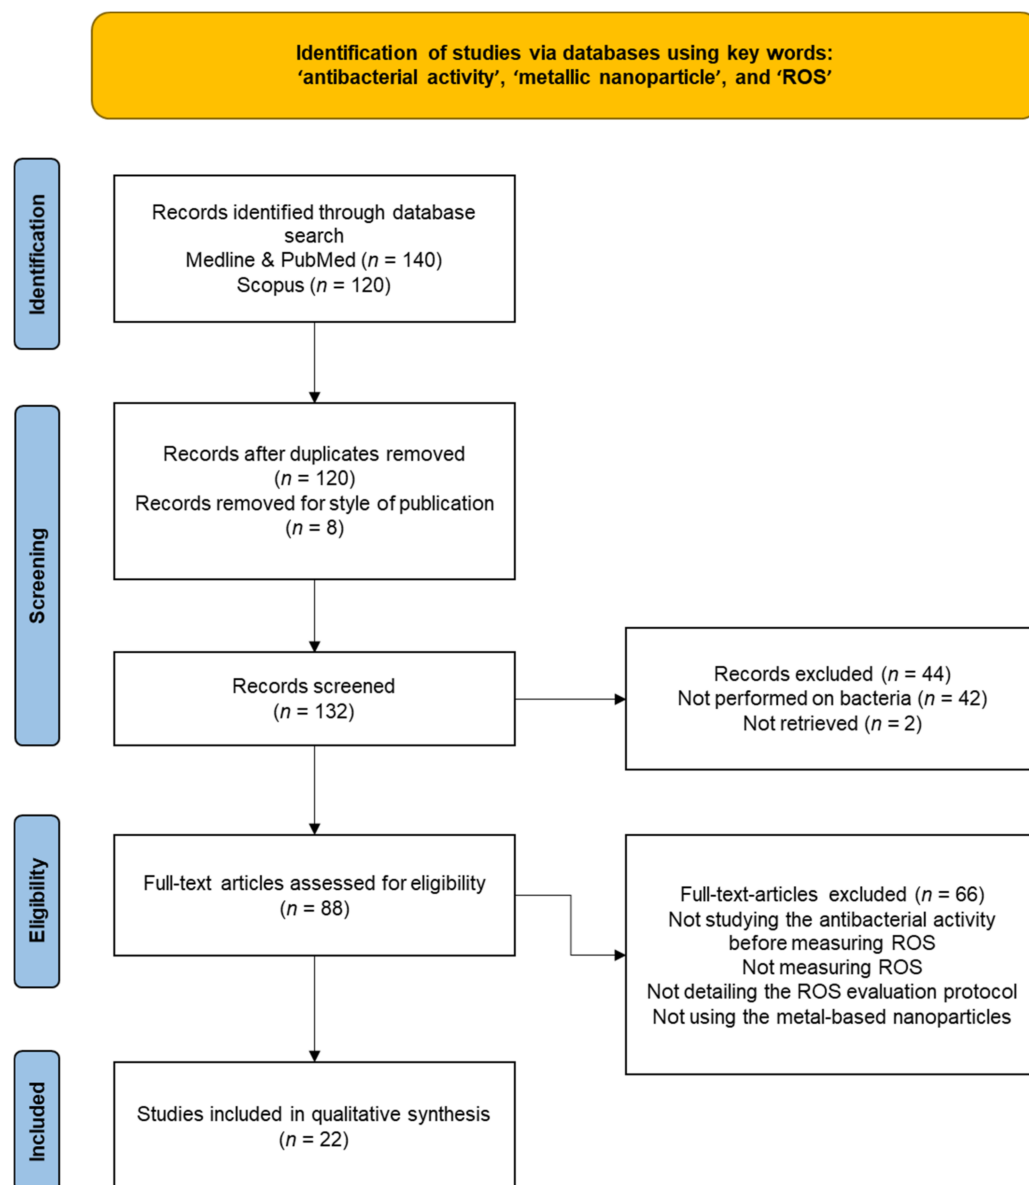 Identification of studies via databases using key words:
‘antibacterial activity’, ‘metallic nanoparticle’, and ‘ROS’
Identification
Records identified through database
search
Medline & PubMed (n = 140)
Scopus (n = 120)
Screening
Records after duplicates removed
(n = 120)
Records removed for style of publication
(n = 8)
Records screened
(n = 132)
Records excluded (n = 44)
Not performed on bacteria (n = 42)
Not retrieved (n = 2)
Eligibility
Full-text articles assessed for eligibility
(n = 88)
Full-text-articles excluded (n = 66)
Not studying the antibacterial activity
before measuring ROS
Not measuring ROS
Not detailing the ROS evaluation protocol
Not using the metal-based nanoparticles
Included
Studies included in qualitative synthesis
(n = 22)